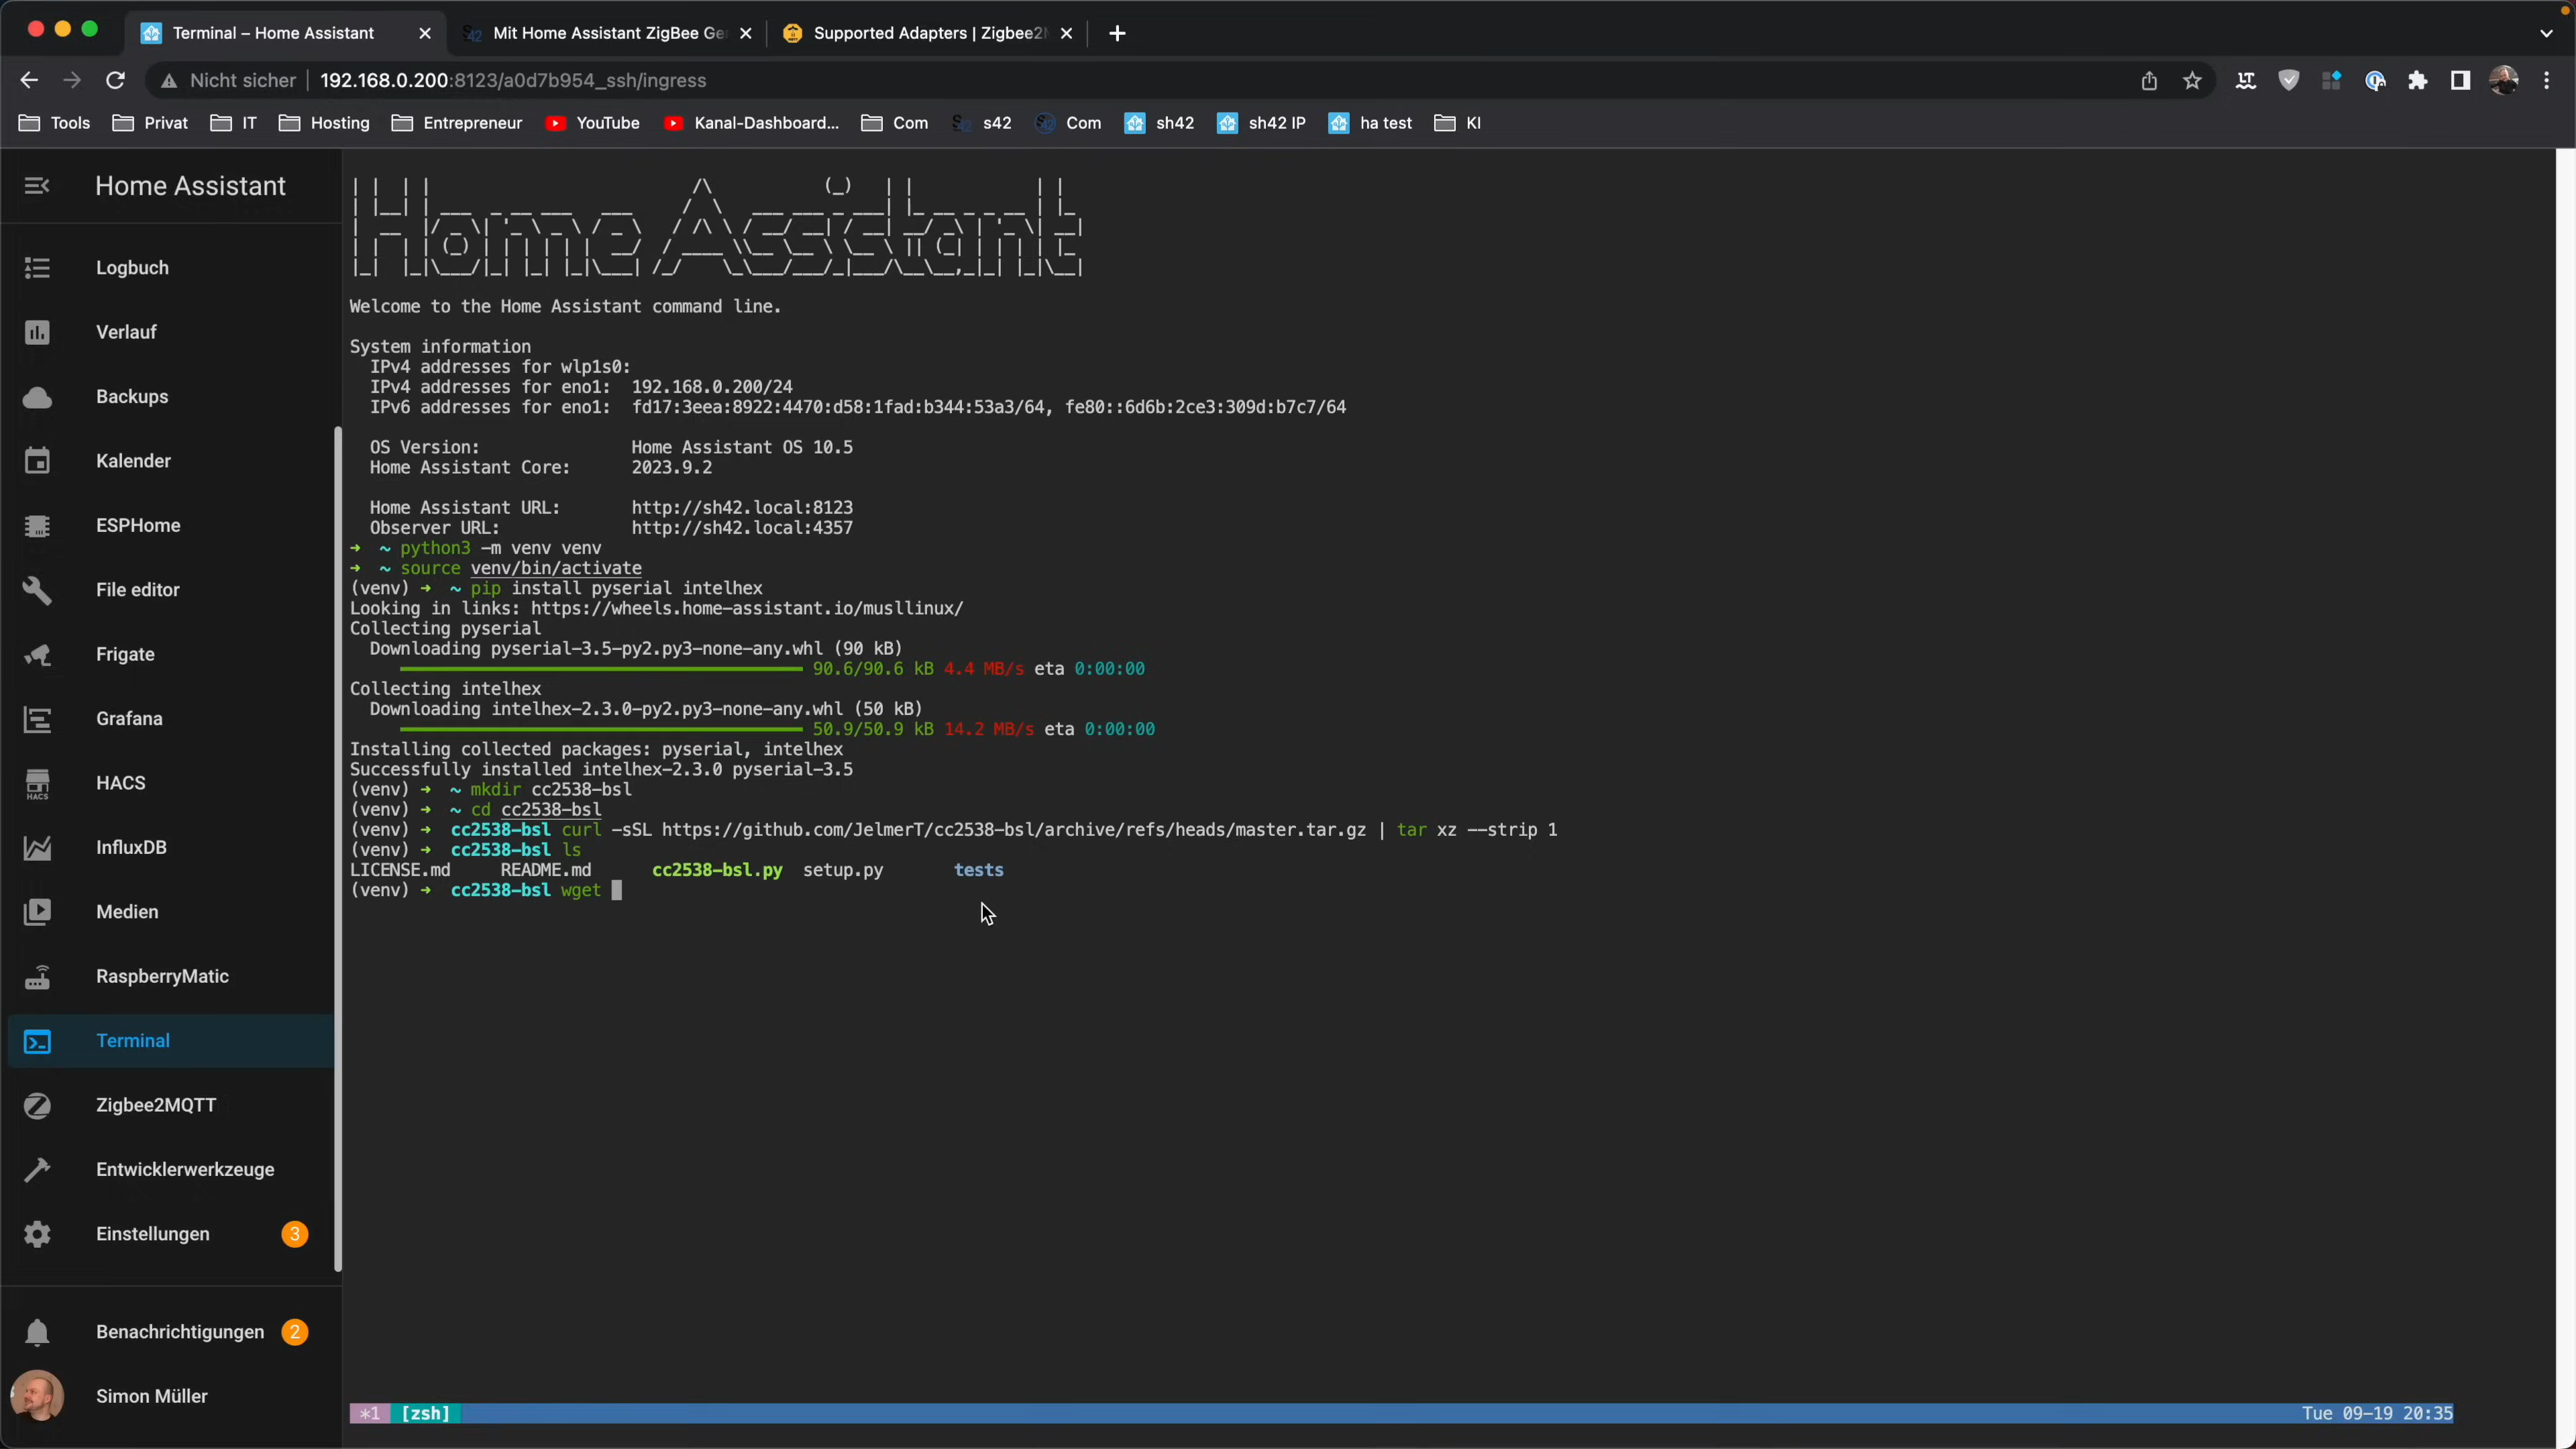 Terminal – Home Assistant
Mit Home Assistant ZigBee Ge
Supported Adapters | Zigbee2
Nicht sicher
192.168.0.200:8123/a0d7b954_ssh/ingress
Tools
Privat
IT
Hosting
Entrepreneur
YouTube
Kanal-Dashboard...
Com
s42
Com
sh42
sh42 IP
ha test
KI
Home Assistant
Logbuch
Verlauf
Backups
Kalender
ESPHome
File editor
Frigate
Grafana
HACS
HACS
InfluxDB
Medien
RaspberryMatic
Terminal
Zigbee2MQTT
Entwicklerwerkzeuge
Einstellungen 3
Benachrichtigungen 2
Simon Müller
Home Assistant
Welcome to the Home Assistant command line.
System information
IPv4 addresses for wlp1s0:
IPv4 addresses for eno1: 192.168.0.200/24
IPv6 addresses for eno1: fd17:3eea:8922:4470:d58:1fad:b344:53a3/64, fe80::6d6b:2ce3:309d:b7c7/64
OS Version: Home Assistant OS 10.5
Home Assistant Core: 2023.9.2
Home Assistant URL: http://sh42.local:8123
Observer URL: http://sh42.local:4357
➜ ~ python3 -m venv venv
➜ ~ source venv/bin/activate
(venv) ➜ ~ pip install pyserial intelhex
Looking in links: https://wheels.home-assistant.io/musllinux/
Collecting pyserial
Downloading pyserial-3.5-py2.py3-none-any.whl (90 kB)
90.6/90.6 kB 4.4 MB/s eta 0:00:00
Collecting intelhex
Downloading intelhex-2.3.0-py2.py3-none-any.whl (50 kB)
50.9/50.9 kB 14.2 MB/s eta 0:00:00
Installing collected packages: pyserial, intelhex
Successfully installed intelhex-2.3.0 pyserial-3.5
(venv) ➜ ~ mkdir cc2538-bsl
(venv) ➜ ~ cd cc2538-bsl
(venv) ➜ cc2538-bsl curl -sSL https://github.com/JelmerT/cc2538-bsl/archive/refs/heads/master.tar.gz | tar xz --strip 1
(venv) ➜ cc2538-bsl ls
LICENSE.md README.md cc2538-bsl.py setup.py tests
(venv) ➜ cc2538-bsl wget
*1 [zsh]
Tue 09-19 20:35